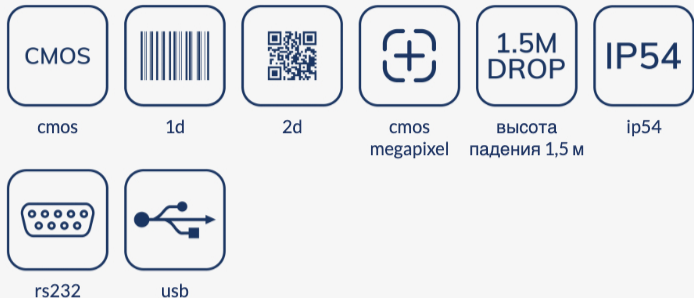 CMOS
1.5M
DROP
IP54
cmos
1d
2d
cmos
megapixel
высота
падения 1,5 м
ip54
rs232
usb